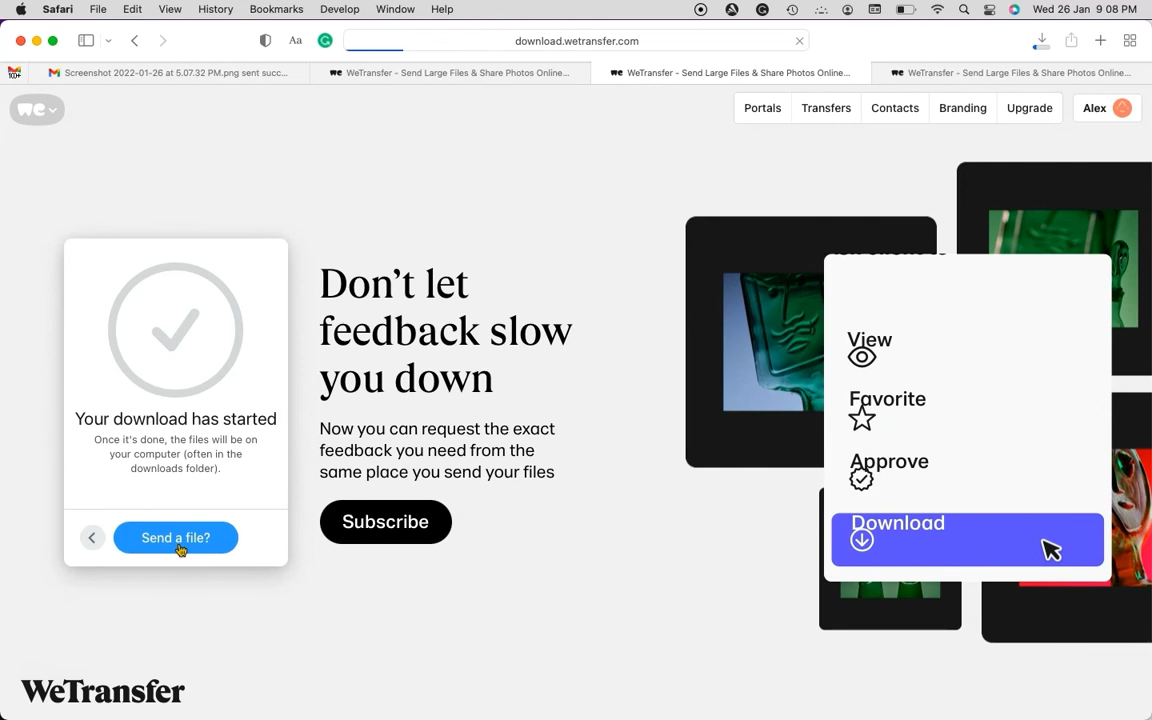 Safari File Edit View History Bookmarks Develop Window Help Wed 26 Jan 9 08 PM
Aa download.wetransfer.com
Screenshot 2022-01-26 at 5.07.32 PM.png sent succ... WeTransfer - Send Large Files & Share Photos Online... WeTransfer - Send Large Files & Share Photos Online... WeTransfer - Send Large Files & Share Photos Online...
we Portals Transfers Contacts Branding Upgrade Alex
Don't let
feedback slow
you down
Now you can request the exact
feedback you need from the
same place you send your files
Subscribe
Your download has started
Once it's done, the files will be on
your computer (often in the
downloads folder).
Send a file?
View
Favorite
Approve
Download
WeTransfer